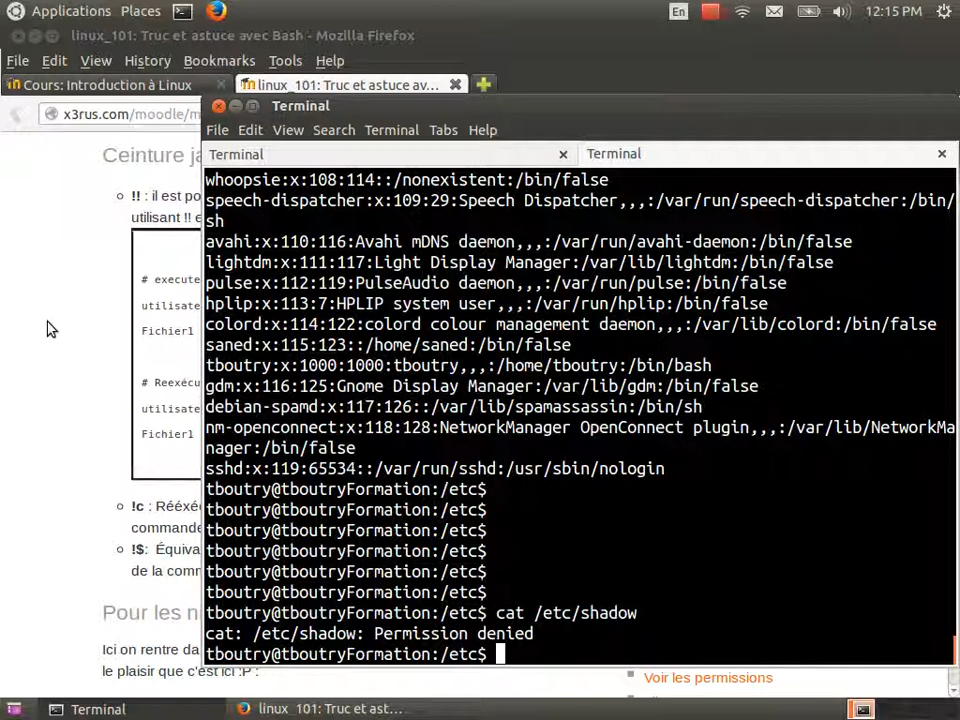 Applications Places En 12:15 PM
linux_101: Truc et astuce avec Bash - Mozilla Firefox
File Edit View History Bookmarks Tools Help
Cours: Introduction à Linux linux_101: Truc et astuce av...
x3rus.com/moodle/m
Terminal
File Edit View Search Terminal Tabs Help
Terminal Terminal
Ceinture ja
!! : il est po
utilisant !! e
# execute
utilisate
Fichier1
# Reexécu
utilisate
Fichier1
!c : Rééxé
commande
!$: Équiva
de la comm
Pour les n
Ici on rentre da
le plaisir que c'est ici :P :
whoopsie:x:108:114::/nonexistent:/bin/false
speech-dispatcher:x:109:29:Speech Dispatcher,,,:/var/run/speech-dispatcher:/bin/
sh
avahi:x:110:116:Avahi mDNS daemon,,,:/var/run/avahi-daemon:/bin/false
lightdm:x:111:117:Light Display Manager:/var/lib/lightdm:/bin/false
pulse:x:112:119:PulseAudio daemon,,,:/var/run/pulse:/bin/false
hplip:x:113:7:HPLIP system user,,,:/var/run/hplip:/bin/false
colord:x:114:122:colord colour management daemon,,,:/var/lib/colord:/bin/false
saned:x:115:123::/home/saned:/bin/false
tboutry:x:1000:1000:tboutry,,,:/home/tboutry:/bin/bash
gdm:x:116:125:Gnome Display Manager:/var/lib/gdm:/bin/false
debian-spamd:x:117:126::/var/lib/spamassassin:/bin/sh
nm-openconnect:x:118:128:NetworkManager OpenConnect plugin,,,:/var/lib/NetworkMa
nager:/bin/false
sshd:x:119:65534::/var/run/sshd:/usr/sbin/nologin
tboutry@tboutryFormation:/etc$
tboutry@tboutryFormation:/etc$
tboutry@tboutryFormation:/etc$
tboutry@tboutryFormation:/etc$
tboutry@tboutryFormation:/etc$
tboutry@tboutryFormation:/etc$
tboutry@tboutryFormation:/etc$ cat /etc/shadow
cat: /etc/shadow: Permission denied
tboutry@tboutryFormation:/etc$
Voir les permissions
Terminal linux_101: Truc et ast...